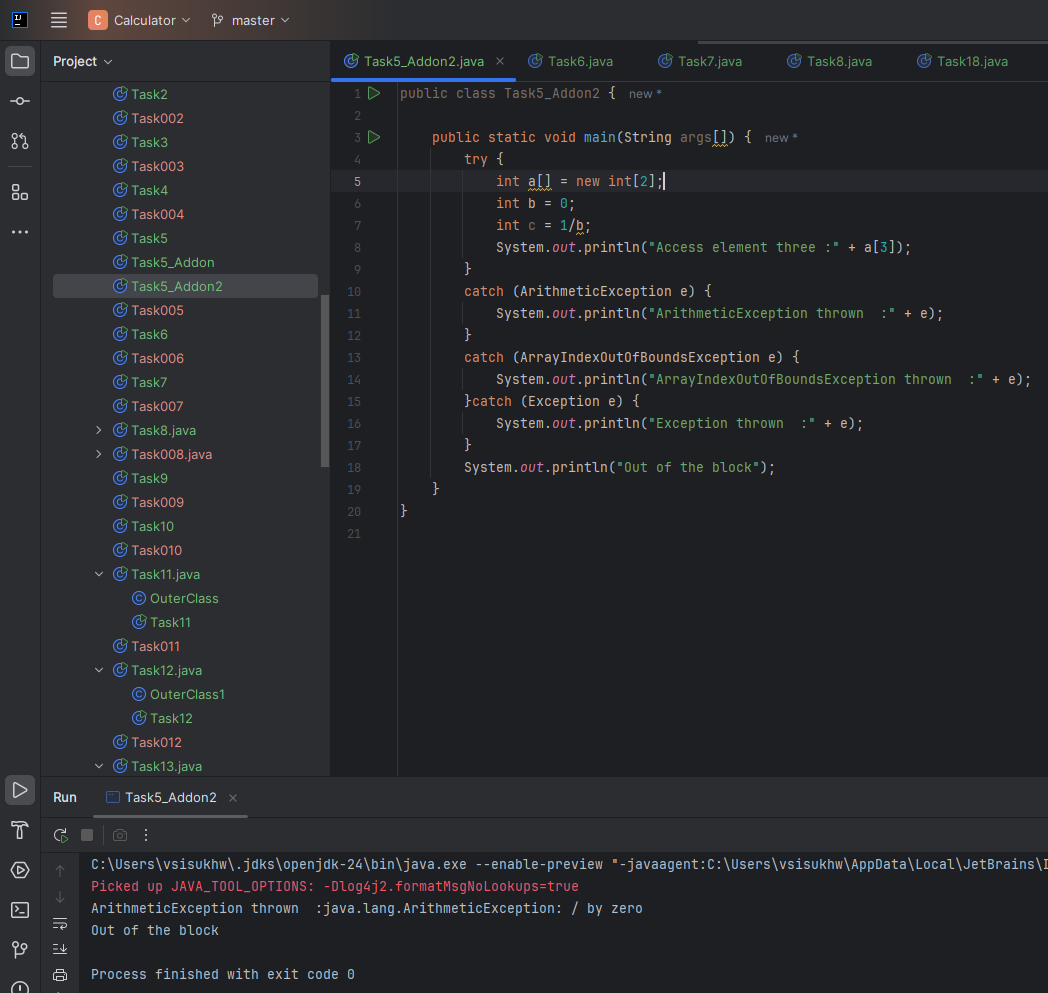 C Calculator master
Project
Task2
Task002
Task3
Task003
Task4
Task004
Task5
Task5_Addon
Task5_Addon2
Task005
Task6
Task006
Task7
Task007
Task8.java
Task008.java
Task9
Task009
Task10
Task010
Task11.java
OuterClass
Task11
Task011
Task12.java
OuterClass1
Task12
Task012
Task13.java
Task5_Addon2.java Task6.java Task7.java Task8.java Task18.java
1 public class Task5_Addon2 { new *
2
3 public static void main(String args[]) { new *
4 try {
5 int a[] = new int[2];
6 int b = 0;
7 int c = 1/b;
8 System.out.println("Access element three :" + a[3]);
9 }
10 catch (ArithmeticException e) {
11 System.out.println("ArithmeticException thrown  :" + e);
12 }
13 catch (ArrayIndexOutOfBoundsException e) {
14 System.out.println("ArrayIndexOutOfBoundsException thrown  :" + e);
15 }catch (Exception e) {
16 System.out.println("Exception thrown  :" + e);
17 }
18 System.out.println("Out of the block");
19 }
20 }
21
Run Task5_Addon2
C:\Users\vsisukhw\.jdks\openjdk-24\bin\java.exe --enable-preview "-javaagent:C:\Users\vsisukhw\AppData\Local\JetBrains\
Picked up JAVA_TOOL_OPTIONS: -Dlog4j2.formatMsgNoLookups=true
ArithmeticException thrown  :java.lang.ArithmeticException: / by zero
Out of the block
Process finished with exit code 0